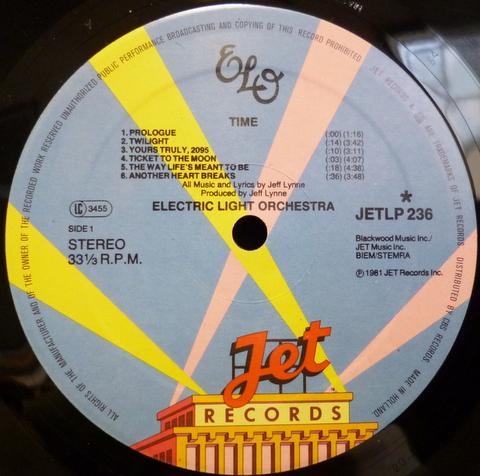 ALL RIGHTS OF THE MANUFACTURER AND OF THE OWNER OF THE RECORDED WORK RESERVED UNAUTHORIZED PUBLIC PERFORMANCE BROADCASTING AND COPYING OF THIS RECORD PROHIBITED
JET RECORDS & ARE TRADEMARKS OF JET RECORDS. DISTRIBUTED BY CBS RECORDS. MADE IN HOLLAND.
ELO
TIME
1. PROLOGUE (:00) (1:16)
2. TWILIGHT (:14) (3:42)
3. YOURS TRULY, 2095 (:10) (3:11)
4. TICKET TO THE MOON (:03) (4:07)
5. THE WAY LIFE'S MEANT TO BE (:18) (4:38)
6. ANOTHER HEART BREAKS (:36) (3:48)
All Music and Lyrics by Jeff Lynne
Produced by Jeff Lynne
ELECTRIC LIGHT ORCHESTRA
LC 3455
*
JETLP 236
SIDE 1
STEREO
33⅓ R.P.M.
Blackwood Music Inc./
JET Music Inc.
BIEM/STEMRA
℗ 1981 JET Records Inc.
Jet
RECORDS